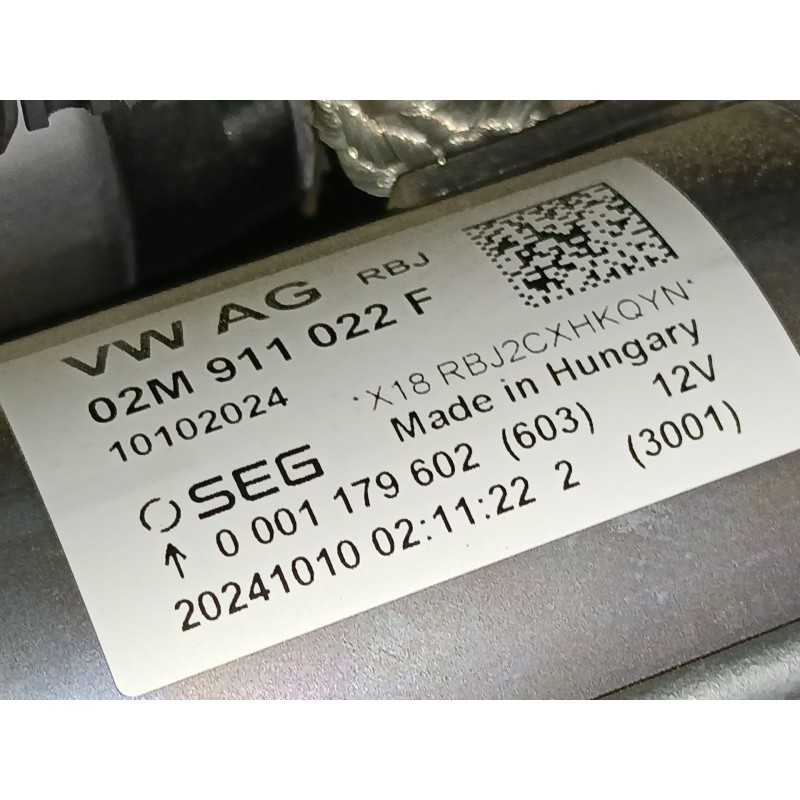 VW AG RBJ
02M 911 022 F
10102024
*X18 RBJ2CXHKQYN*
Made in Hungary
SEG
12V
0 001 179 602 (603)
(3001)
20241010 02:11:22 2